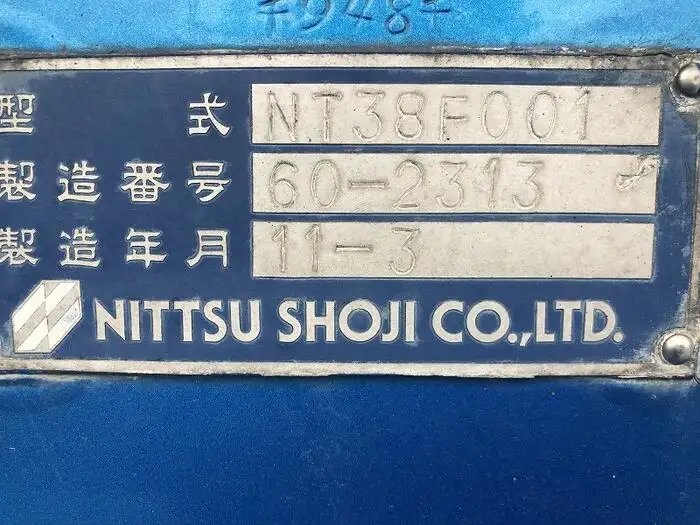 型式 NT38F001
製造番号 60-2313
製造年月 11-3
NITTSU SHOJI CO.,LTD.